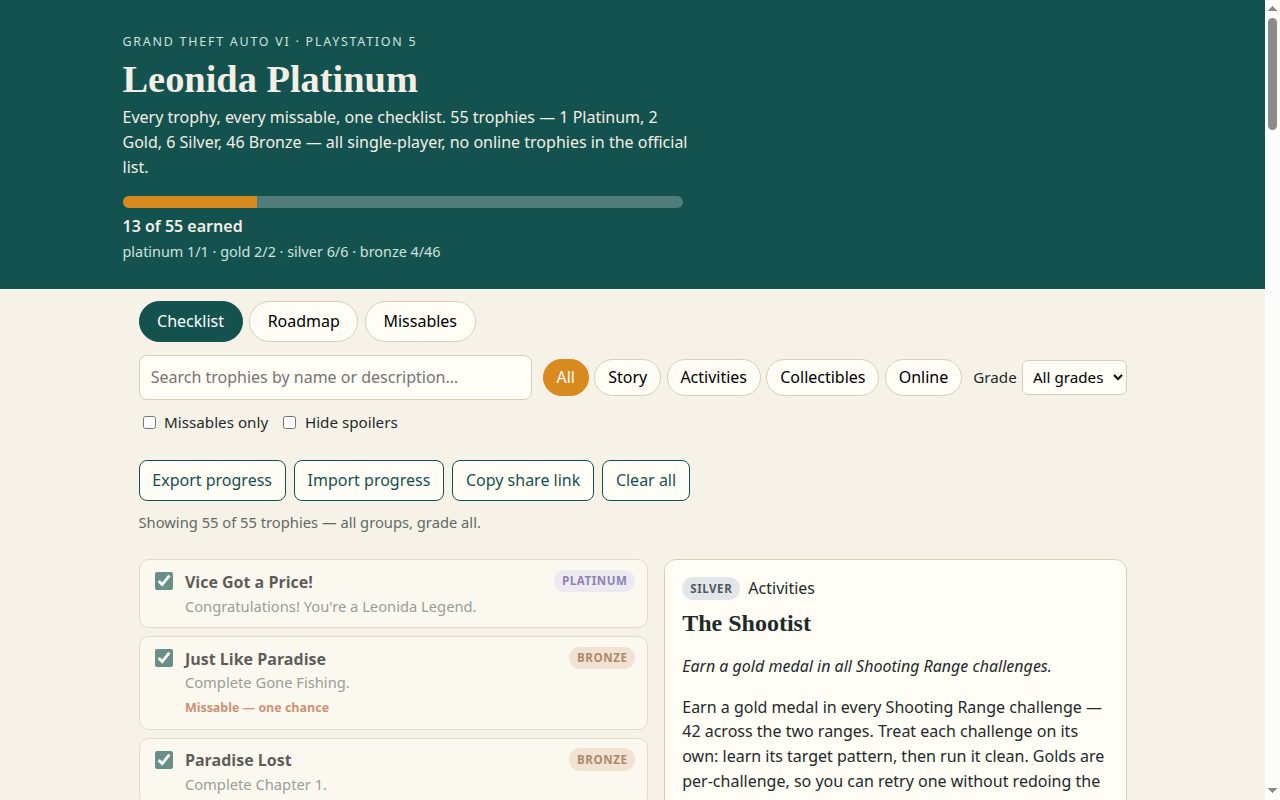 GRAND THEFT AUTO VI · PLAYSTATION 5
Leonida Platinum
Every trophy, every missable, one checklist. 55 trophies — 1 Platinum, 2
Gold, 6 Silver, 46 Bronze — all single-player, no online trophies in the official
list.
13 of 55 earned
platinum 1/1 · gold 2/2 · silver 6/6 · bronze 4/46
Checklist Roadmap Missables
Search trophies by name or description... All Story Activities Collectibles Online Grade All grades
Missables only Hide spoilers
Export progress Import progress Copy share link Clear all
Showing 55 of 55 trophies — all groups, grade all.
Vice Got a Price! PLATINUM
Congratulations! You're a Leonida Legend.
Just Like Paradise BRONZE
Complete Gone Fishing.
Missable — one chance
Paradise Lost BRONZE
Complete Chapter 1.
SILVER Activities
The Shootist
Earn a gold medal in all Shooting Range challenges.
Earn a gold medal in every Shooting Range challenge —
42 across the two ranges. Treat each challenge on its
own: learn its target pattern, then run it clean. Golds are
per-challenge, so you can retry one without redoing the